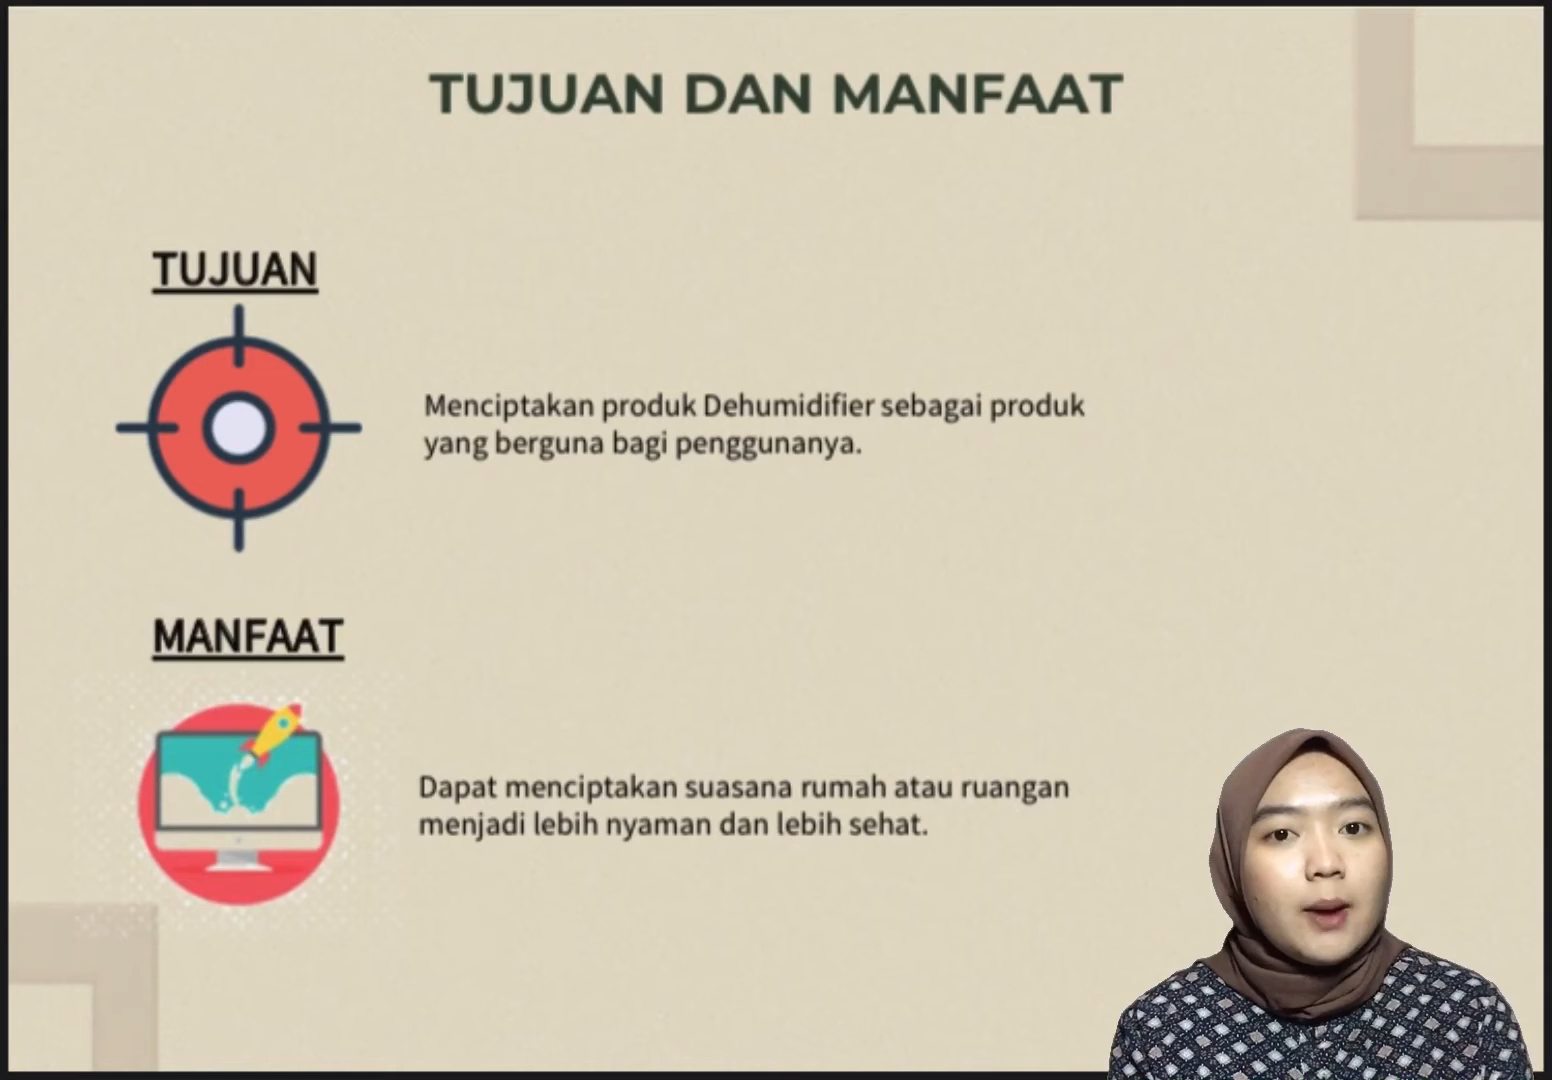 TUJUAN DAN MANFAAT
TUJUAN
Menciptakan produk Dehumidifier sebagai produk
yang berguna bagi penggunanya.
MANFAAT
Dapat menciptakan suasana rumah atau ruangan
menjadi lebih nyaman dan lebih sehat.